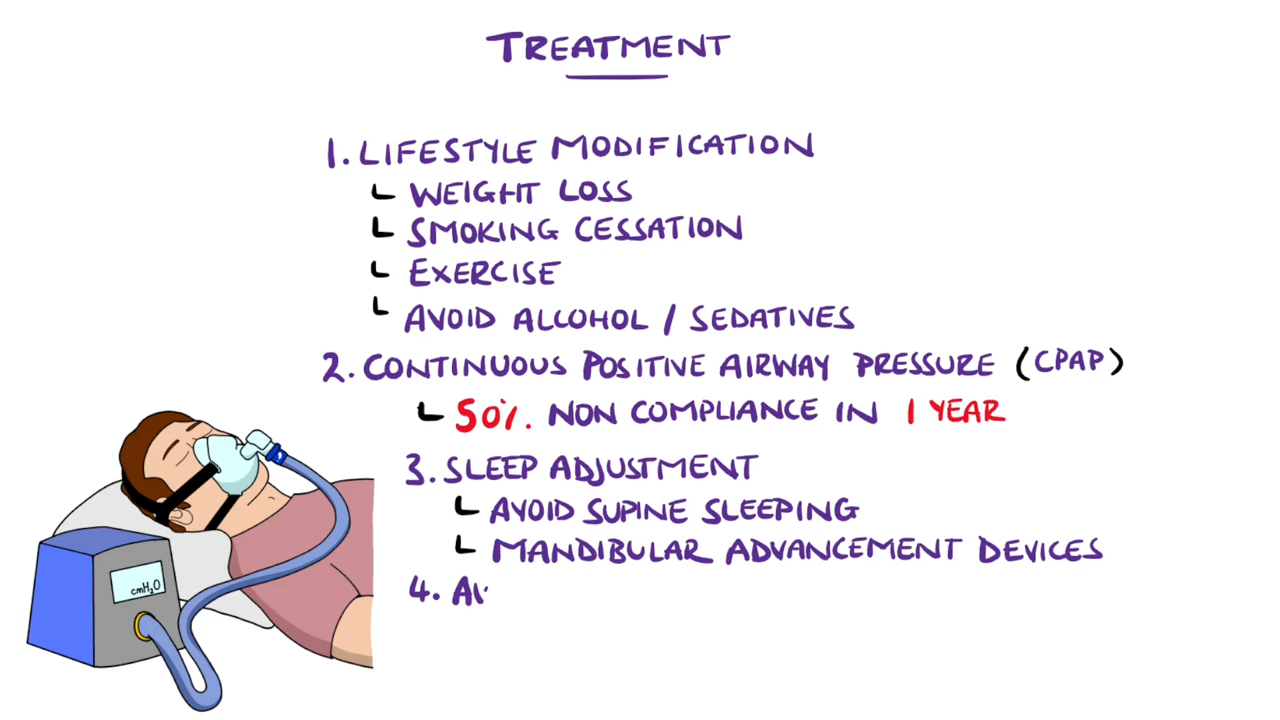 TREATMENT
1. LIFESTYLE MODIFICATION
WEIGHT LOSS
SMOKING CESSATION
EXERCISE
AVOID ALCOHOL / SEDATIVES
2. CONTINUOUS POSITIVE AIRWAY PRESSURE (CPAP)
50% NON COMPLIANCE IN 1 YEAR
3. SLEEP ADJUSTMENT
AVOID SUPINE SLEEPING
MANDIBULAR ADVANCEMENT DEVICES
4.
cmH₂O